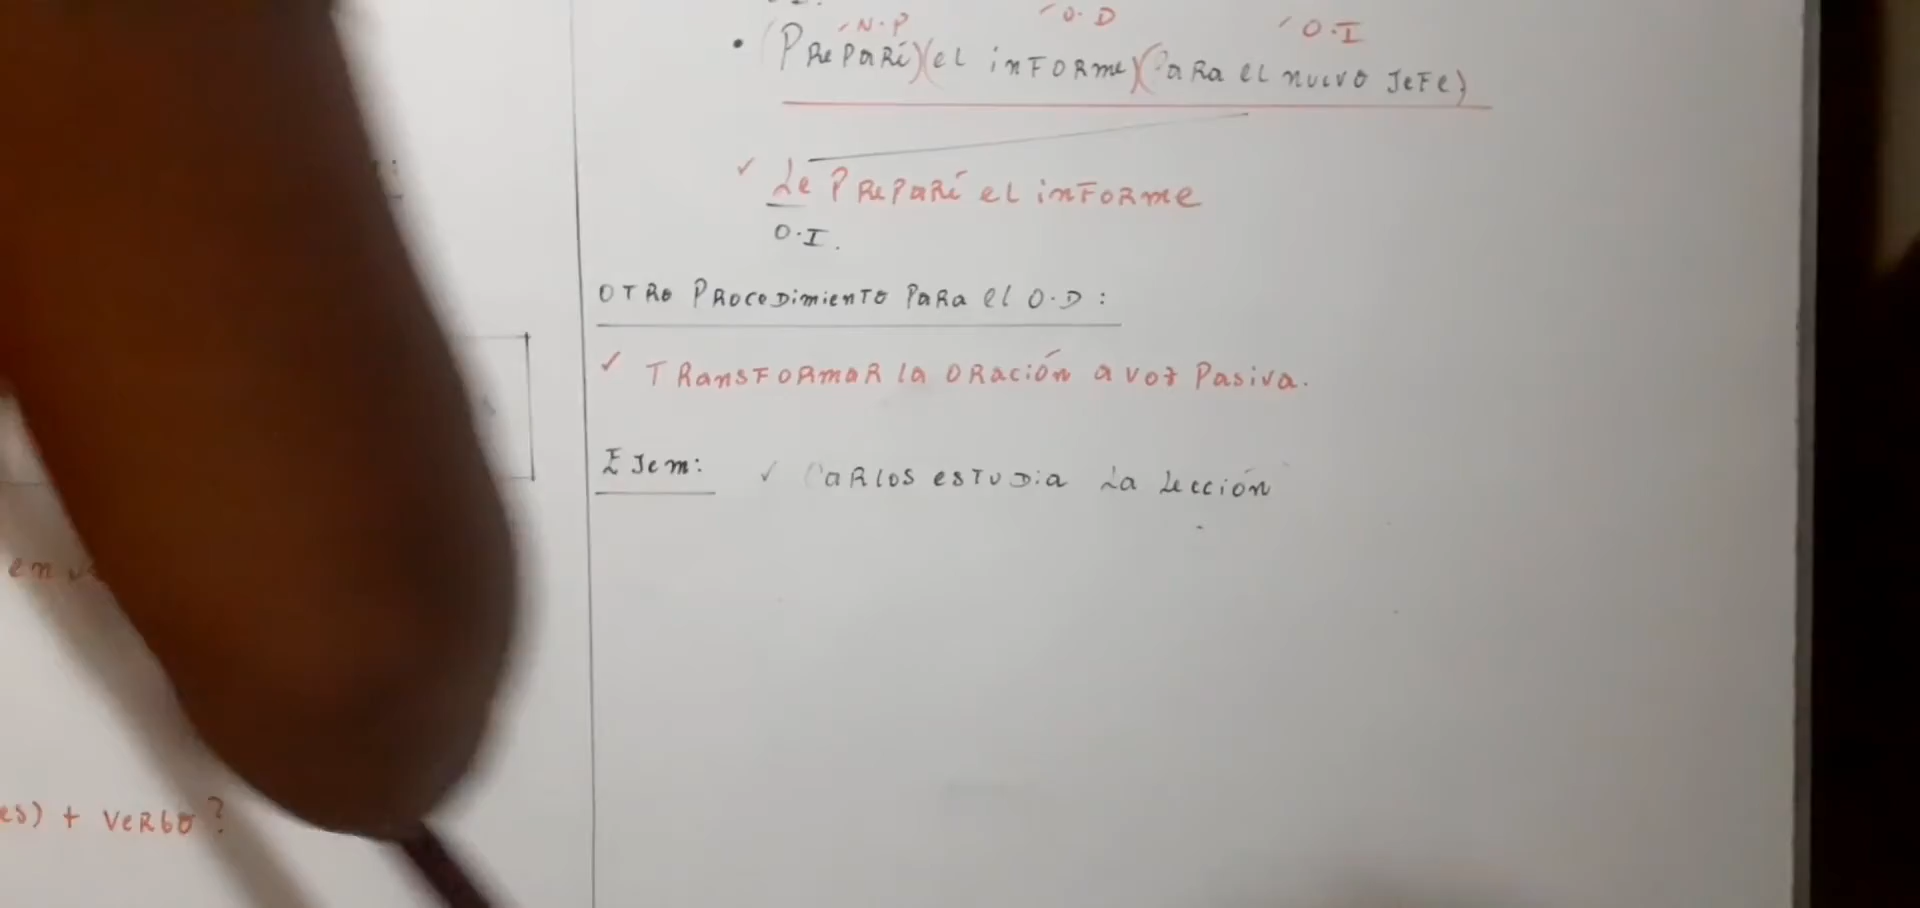 N.P O.D O.I
• (Preparé)(el informe)(Para el nuevo Jefe)
✓ Le Preparé el informe
O.I.
OTRO Procedimiento Para el O.D:
✓ Transformar la oración a voz Pasiva.
Ejem: ✓ Carlos estudia La Lección
em
es) + Verbo?